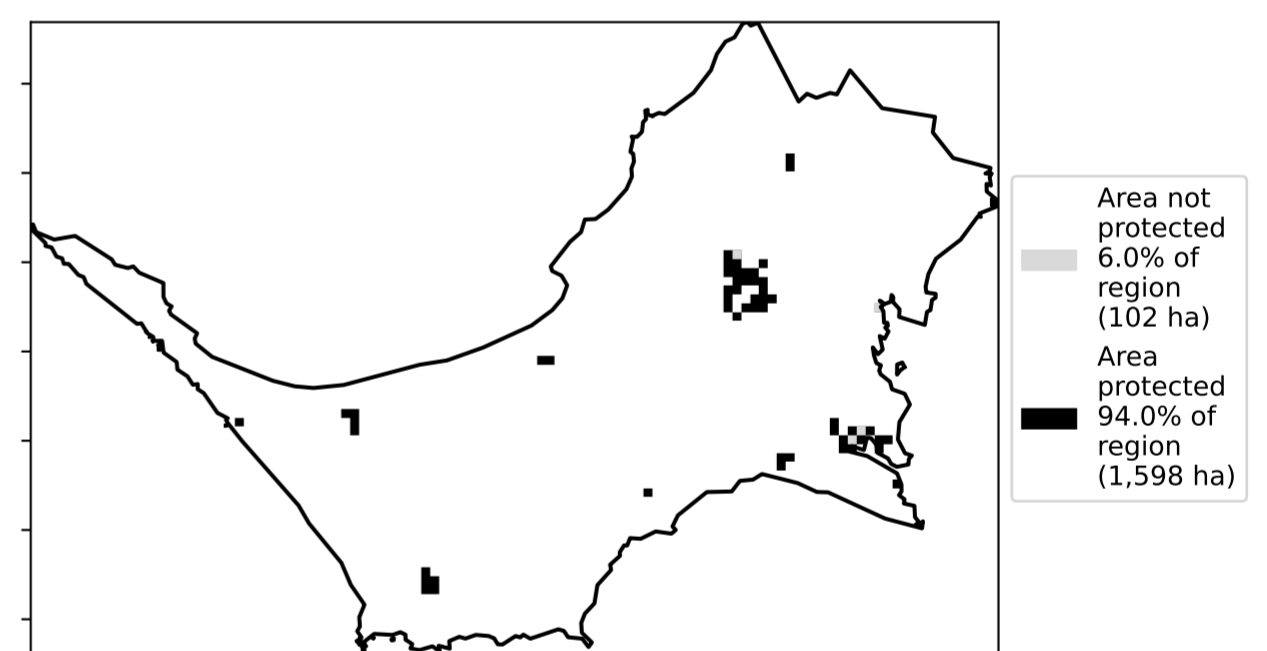 Area not
protected
6.0% of
region
(102 ha)
Area
protected
94.0% of
region
(1,598 ha)